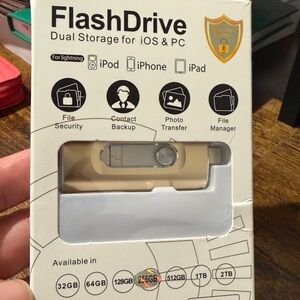 FlashDrive
Dual Storage for iOS & PC
For lightning iPod iPhone iPad
File Security
Contact Backup
Photo Transfer
File Manager
Available in
32GB 64GB 128GB 256GB 512GB 1TB 2TB